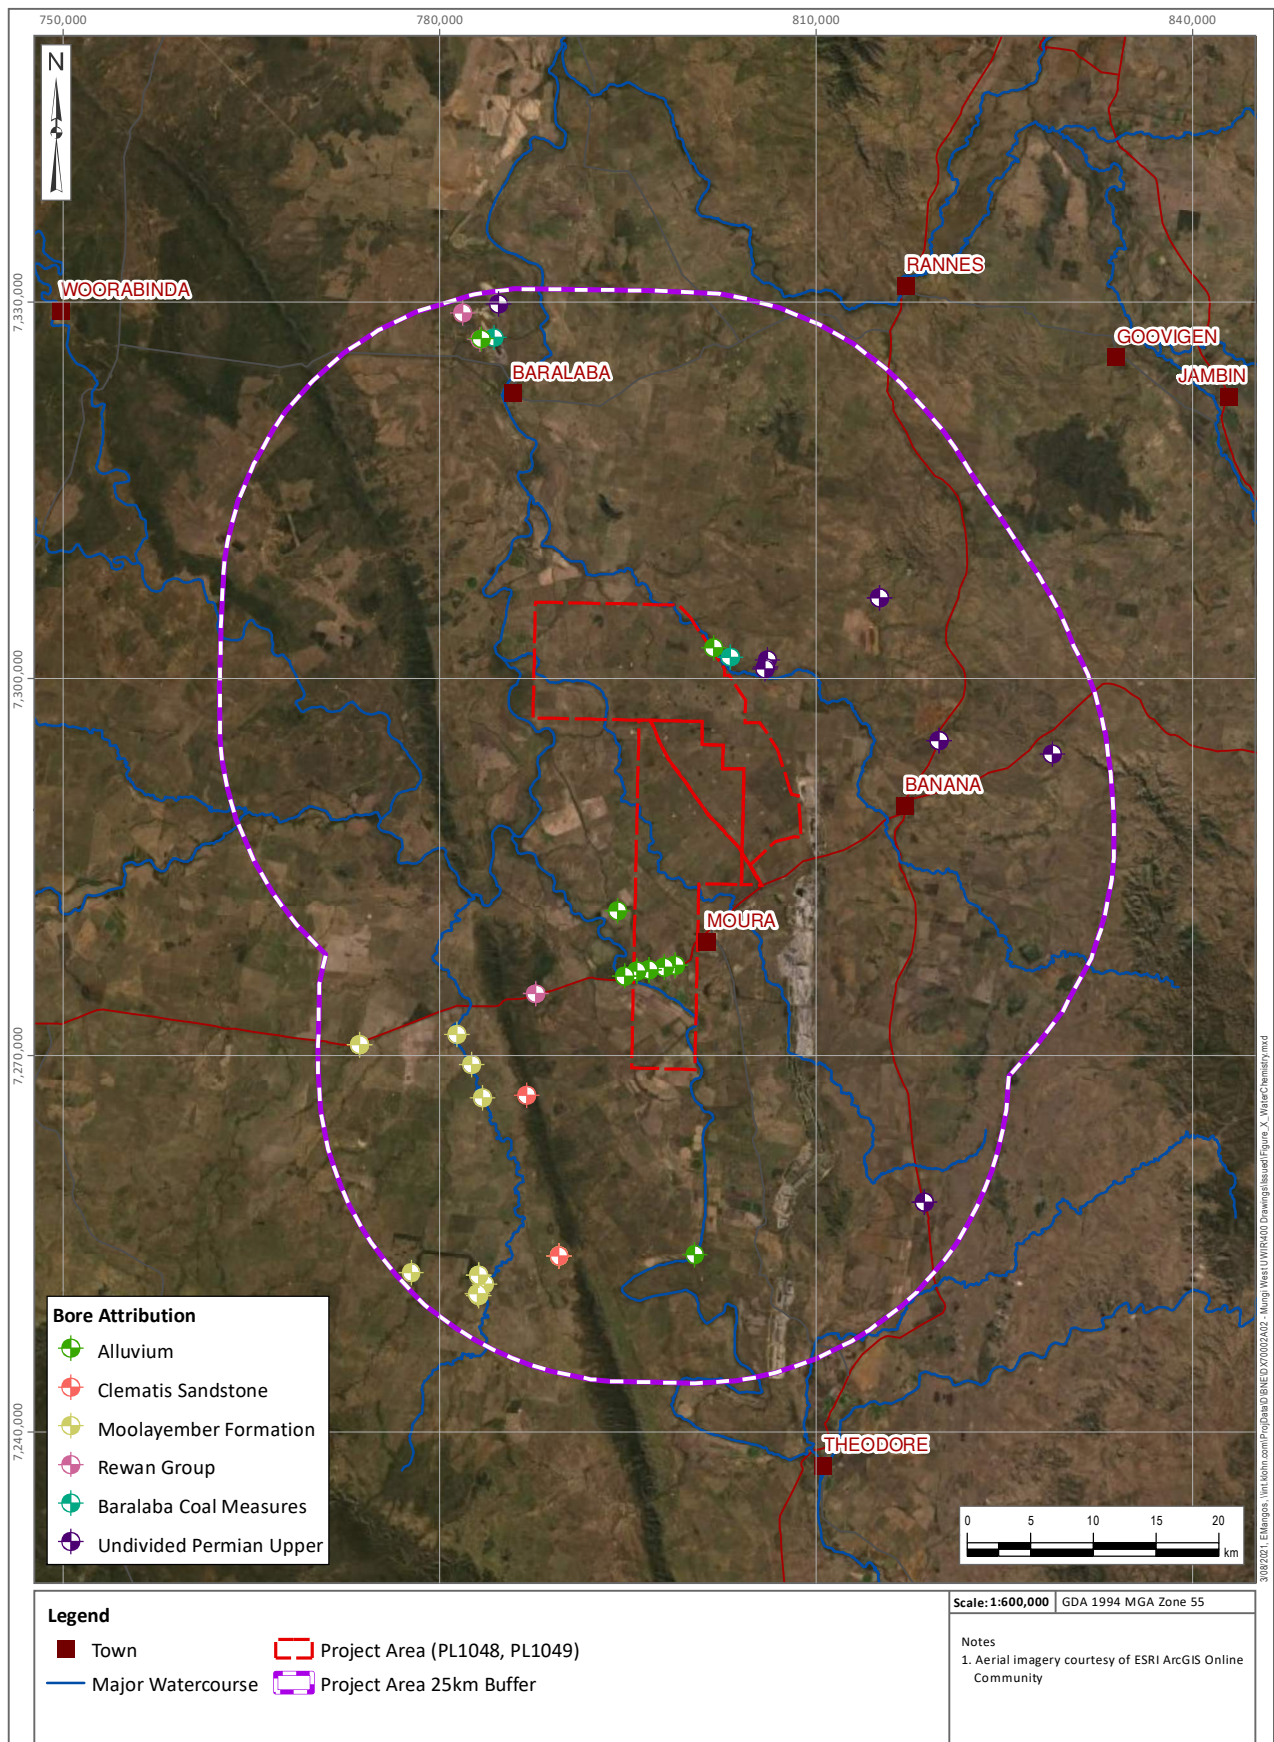 750,000
780,000
810,000
840,000
N
7,330,000
7,300,000
7,270,000
7,240,000
WOORABINDA
RANNES
GOOVIGEN
JAMBIN
BARALABA
BANANA
MOURA
THEODORE
Bore Attribution
Alluvium
Clematis Sandstone
Moolayember Formation
Rewan Group
Baralaba Coal Measures
Undivided Permian Upper
0 5 10 15 20
km
Legend
Town
Major Watercourse
Project Area (PL1048, PL1049)
Project Area 25km Buffer
Scale: 1:600,000
GDA 1994 MGA Zone 55
Notes
1. Aerial imagery courtesy of ESRI ArcGIS Online
Community